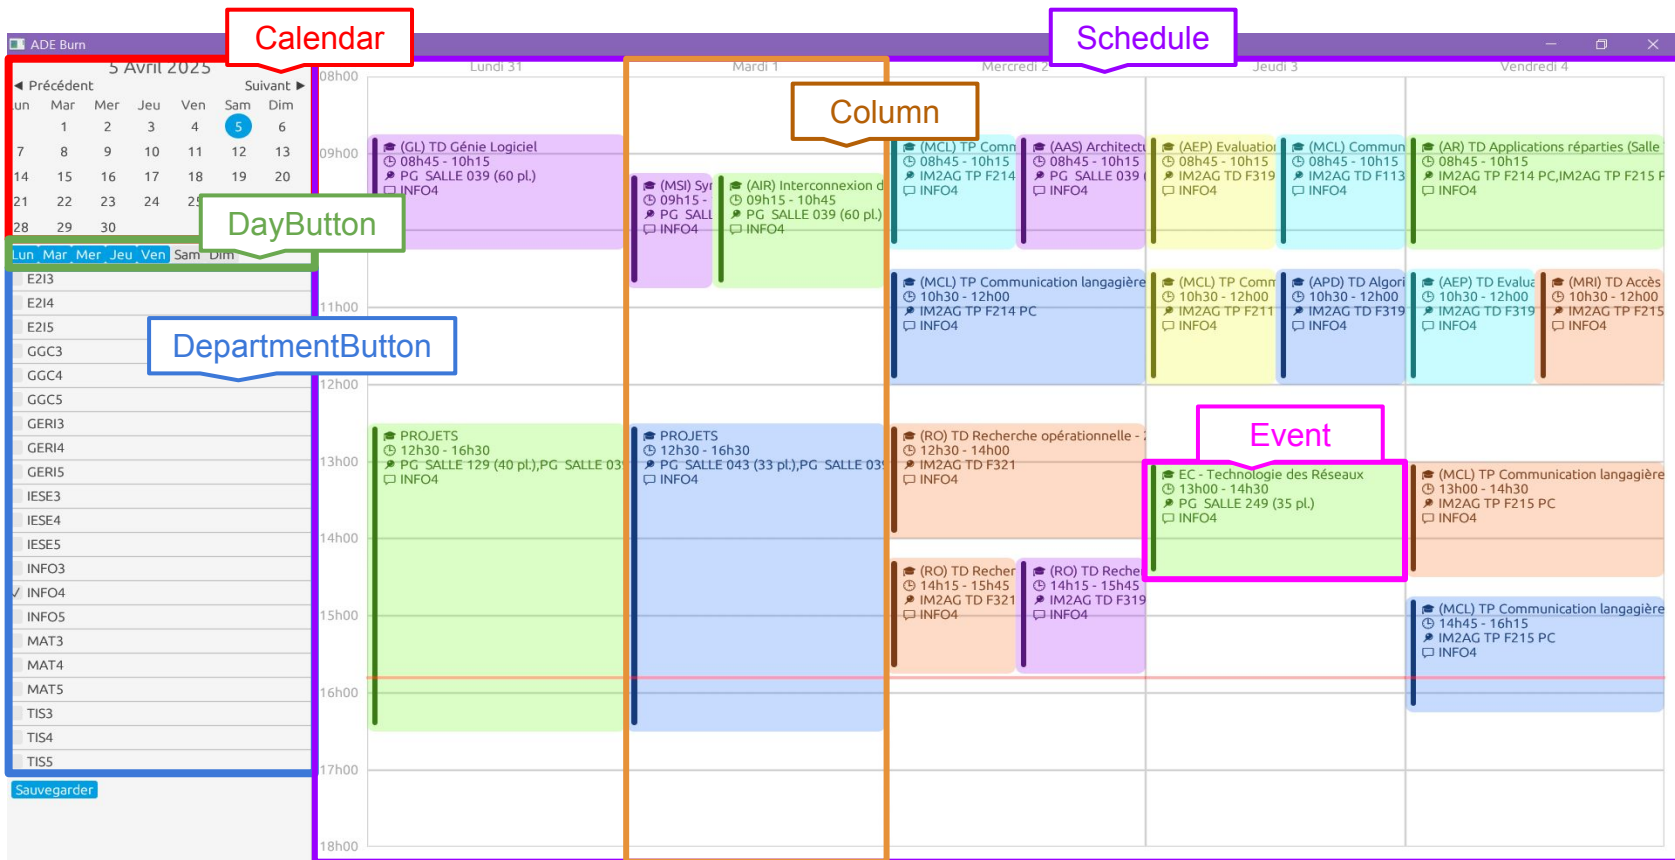 Calendar
Schedule
ADE Burn
5 Avril 2025
◄ Précédent
Suivant ►
Lun Mar Mer Jeu Ven Sam Dim
1 2 3 4 5 6
7 8 9 10 11 12 13
14 15 16 17 18 19 20
21 22 23 24 25
28 29 30
DayButton
Lun Mar Mer Jeu Ven Sam Dim
E2I3
E2I4
E2I5
GGC3
DepartmentButton
GGC4
GGC5
GERI3
GERI4
GERI5
IESE3
IESE4
IESE5
INFO3
INFO4
INFO5
MAT3
MAT4
MAT5
TIS3
TIS4
TIS5
Sauvegarder
Lundi 31
Mardi 1
Mercredi 2
Jeudi 3
Vendredi 4
08h00
09h00
11h00
12h00
13h00
14h00
15h00
16h00
17h00
18h00
Column
(GL) TD Génie Logiciel
08h45 - 10h15
PG SALLE 039 (60 pl.)
INFO4
PROJETS
12h30 - 16h30
PG SALLE 129 (40 pl.),PG SALLE 03
INFO4
(MSI) Syr
09h15 -
PG SALL
INFO4
(AIR) Interconnexion d
09h15 - 10h45
PG SALLE 039 (60 pl.)
INFO4
PROJETS
12h30 - 16h30
PG SALLE 043 (33 pl.),PG SALLE 039
INFO4
(MCL) TP Comm
08h45 - 10h15
IM2AG TP F214
INFO4
(AAS) Architectu
08h45 - 10h15
PG SALLE 039 (
INFO4
(MCL) TP Communication langagière
10h30 - 12h00
IM2AG TP F214 PC
INFO4
(RO) TD Recherche opérationnelle - 2
12h30 - 14h00
IM2AG TD F321
INFO4
(RO) TD Recher
14h15 - 15h45
IM2AG TD F321
INFO4
(RO) TD Reche
14h15 - 15h45
IM2AG TD F319
INFO4
(AEP) Evaluation
08h45 - 10h15
IM2AG TD F319
INFO4
(MCL) Commun
08h45 - 10h15
IM2AG TD F113
INFO4
(MCL) TP Comm
10h30 - 12h00
IM2AG TP F211
INFO4
(APD) TD Algori
10h30 - 12h00
IM2AG TD F319
INFO4
Event
EC - Technologie des Réseaux
13h00 - 14h30
PG SALLE 249 (35 pl.)
INFO4
(AR) TD Applications réparties (Salle
08h45 - 10h15
IM2AG TP F214 PC,IM2AG TP F215 P
INFO4
(AEP) TD Evalua
10h30 - 12h00
IM2AG TD F319
INFO4
(MRI) TD Accès
10h30 - 12h00
IM2AG TP F215
INFO4
(MCL) TP Communication langagière
13h00 - 14h30
IM2AG TP F215 PC
INFO4
(MCL) TP Communication langagière
14h45 - 16h15
IM2AG TP F215 PC
INFO4